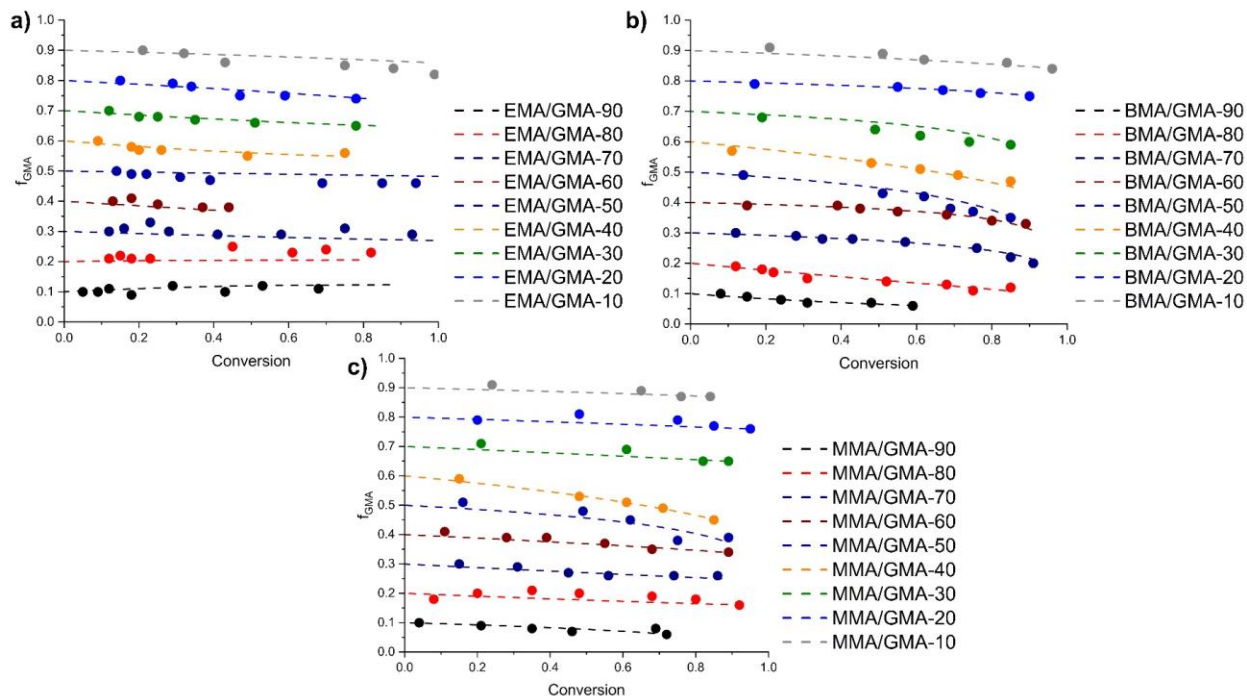 a)
1.0
0.9
0.8
0.7
0.6
0.5
0.4
0.3
0.2
0.1
0.0
f_GMA
0.0 0.2 0.4 0.6 0.8 1.0
Conversion
EMA/GMA-90
EMA/GMA-80
EMA/GMA-70
EMA/GMA-60
EMA/GMA-50
EMA/GMA-40
EMA/GMA-30
EMA/GMA-20
EMA/GMA-10
b)
1.0
0.9
0.8
0.7
0.6
0.5
0.4
0.3
0.2
0.1
0.0
f_GMA
0.0 0.2 0.4 0.6 0.8 1.0
Conversion
BMA/GMA-90
BMA/GMA-80
BMA/GMA-70
BMA/GMA-60
BMA/GMA-50
BMA/GMA-40
BMA/GMA-30
BMA/GMA-20
BMA/GMA-10
c)
1.0
0.9
0.8
0.7
0.6
0.5
0.4
0.3
0.2
0.1
0.0
f_GMA
0.0 0.2 0.4 0.6 0.8 1.0
Conversion
MMA/GMA-90
MMA/GMA-80
MMA/GMA-70
MMA/GMA-60
MMA/GMA-50
MMA/GMA-40
MMA/GMA-30
MMA/GMA-20
MMA/GMA-10